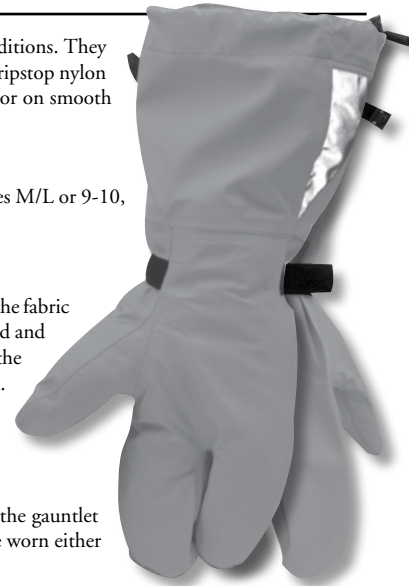 ditions. They
ripstop nylon
or on smooth
es M/L or 9-10,
he fabric
d and
the
.
the gauntlet
e worn either